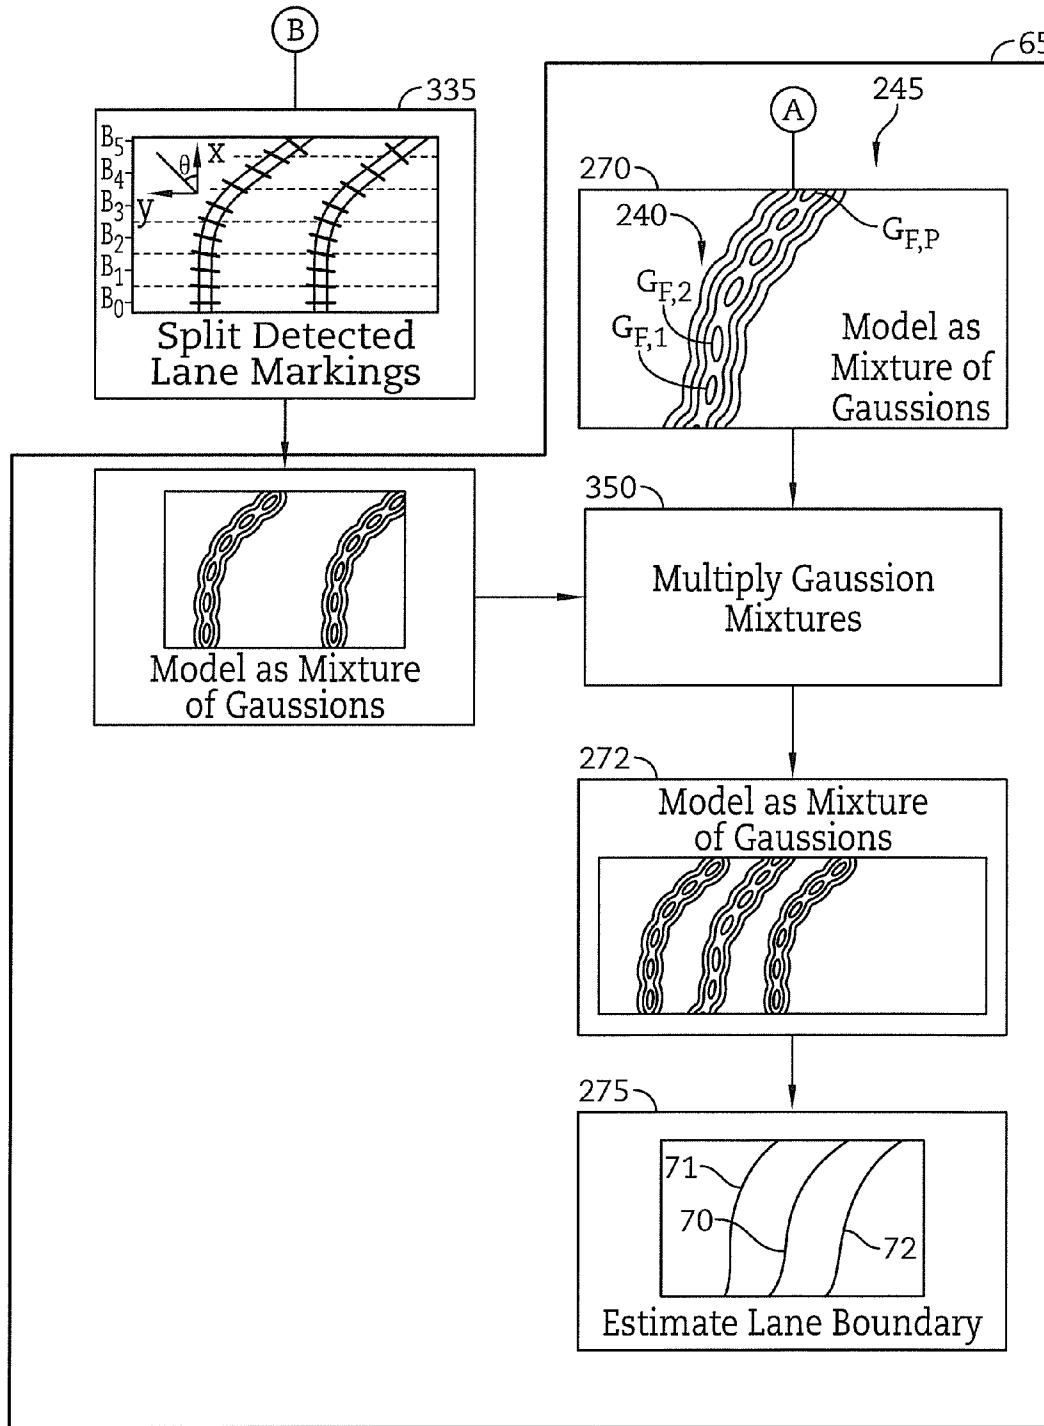 B
335
B5
B4
B3
B2
B1
B0
θ
x
y
Split Detected
Lane Markings
65
A
245
270
240
GF,P
GF,2
GF,1
Model as
Mixture of
Gaussions
Model as Mixture
of Gaussions
350
Multiply Gaussion
Mixtures
272
Model as Mixture
of Gaussions
275
71
70
72
Estimate Lane Boundary